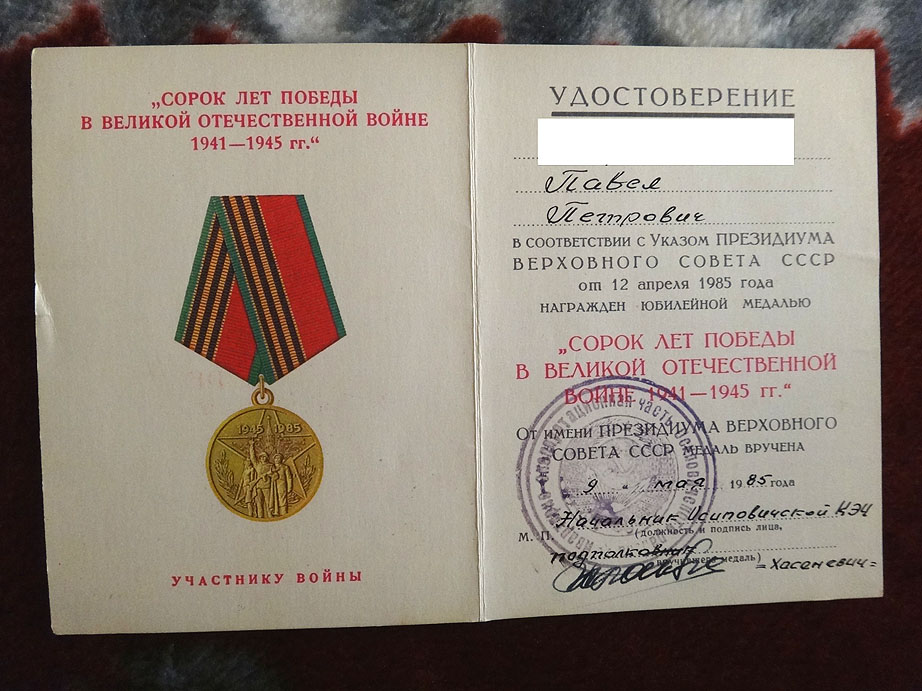 „СОРОК ЛЕТ ПОБЕДЫ
В ВЕЛИКОЙ ОТЕЧЕСТВЕННОЙ ВОЙНЕ
1941—1945 гг.“
1945 1985
УЧАСТНИКУ ВОЙНЫ
УДОСТОВЕРЕНИЕ
Павел
Петрович
В СООТВЕТСТВИИ С УКАЗОМ ПРЕЗИДИУМА
ВЕРХОВНОГО СОВЕТА СССР
от 12 апреля 1985 года
НАГРАЖДЕН ЮБИЛЕЙНОЙ МЕДАЛЬЮ
„СОРОК ЛЕТ ПОБЕДЫ
В ВЕЛИКОЙ ОТЕЧЕСТВЕННОЙ
ВОЙНЕ 1941—1945 гг.“
ОТ ИМЕНИ ПРЕЗИДИУМА ВЕРХОВНОГО
СОВЕТА СССР МЕДАЛЬ ВРУЧЕНА
9 мая 1985 года
Начальник Осиповичской КЭЧ
М. П. (должность и подпись лица,
подполковник
вручившего медаль)
=Хасеневич=